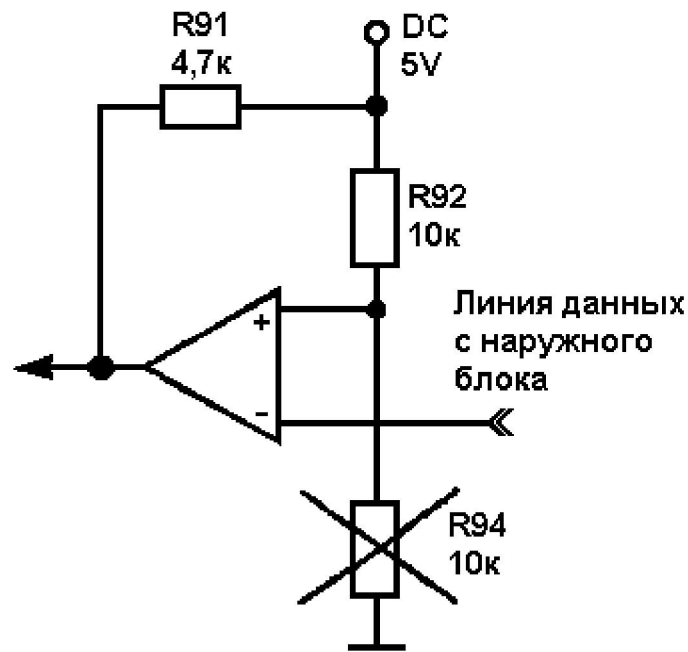 R91
4,7к
DC
5V
R92
10к
+
Линия данных
с наружного
блока
-
R94
10к